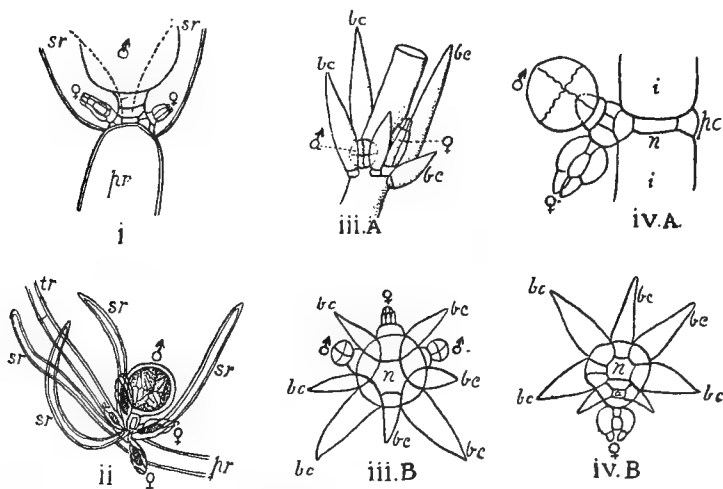 sr
sr
♂
♀
♀
pr
i
bc
bc
♂
♀
bc
iii.A
♂
i
n
pc
i
♀
iv.A.
tr
sr
sr
♂
sr
sr
♀
♀
pr
ii
♀
bc
bc
♂
♂
n
bc
bc
bc
bc
bc
iii.B
bc
bc
bc
n
bc
bc
♀
iv.B